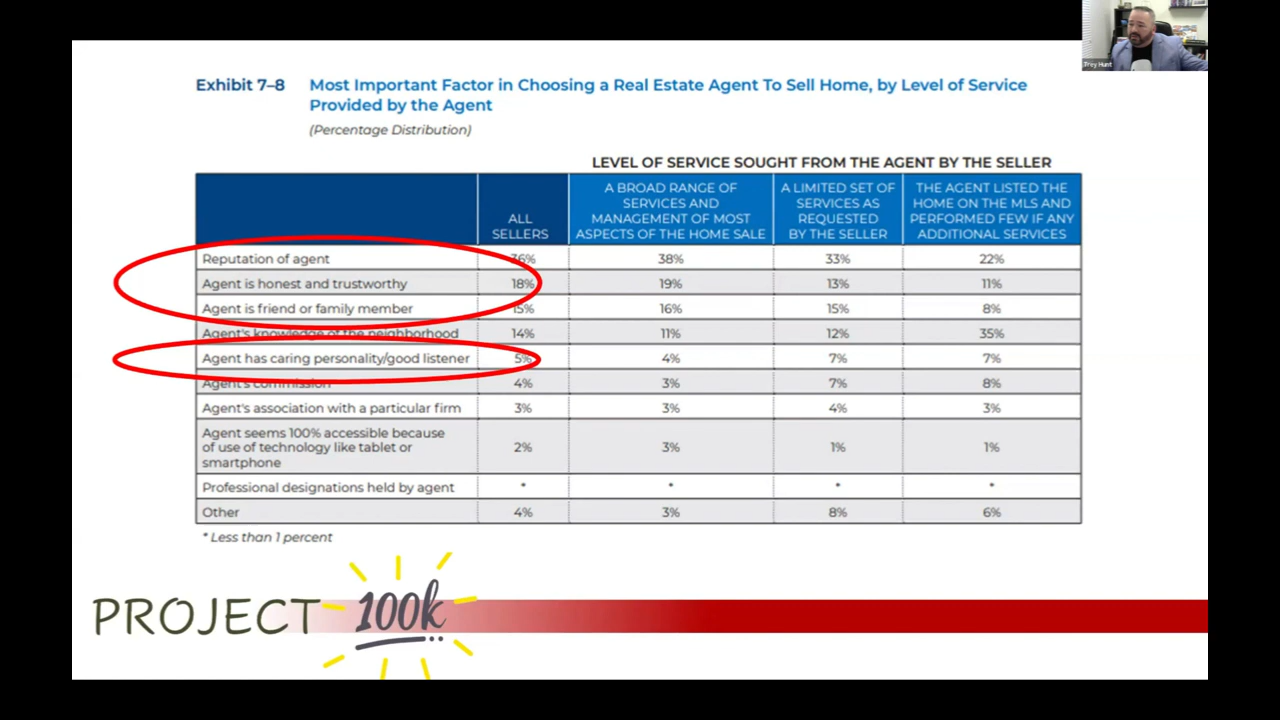 Trey Hunt
Exhibit 7–8 Most Important Factor in Choosing a Real Estate Agent To Sell Home, by Level of Service
Provided by the Agent
(Percentage Distribution)
LEVEL OF SERVICE SOUGHT FROM THE AGENT BY THE SELLER
ALL
SELLERS
A BROAD RANGE OF
SERVICES AND
MANAGEMENT OF MOST
ASPECTS OF THE HOME SALE
A LIMITED SET OF
SERVICES AS
REQUESTED
BY THE SELLER
THE AGENT LISTED THE
HOME ON THE MLS AND
PERFORMED FEW IF ANY
ADDITIONAL SERVICES
Reputation of agent 36% 38% 33% 22%
Agent is honest and trustworthy 18% 19% 13% 11%
Agent is friend or family member 15% 16% 15% 8%
Agent's knowledge of the neighborhood 14% 11% 12% 35%
Agent has caring personality/good listener 5% 4% 7% 7%
Agent's commission 4% 3% 7% 8%
Agent's association with a particular firm 3% 3% 4% 3%
Agent seems 100% accessible because
of use of technology like tablet or 2% 3% 1% 1%
smartphone
Professional designations held by agent * * * *
Other 4% 3% 8% 6%
* Less than 1 percent
PROJECT 100k